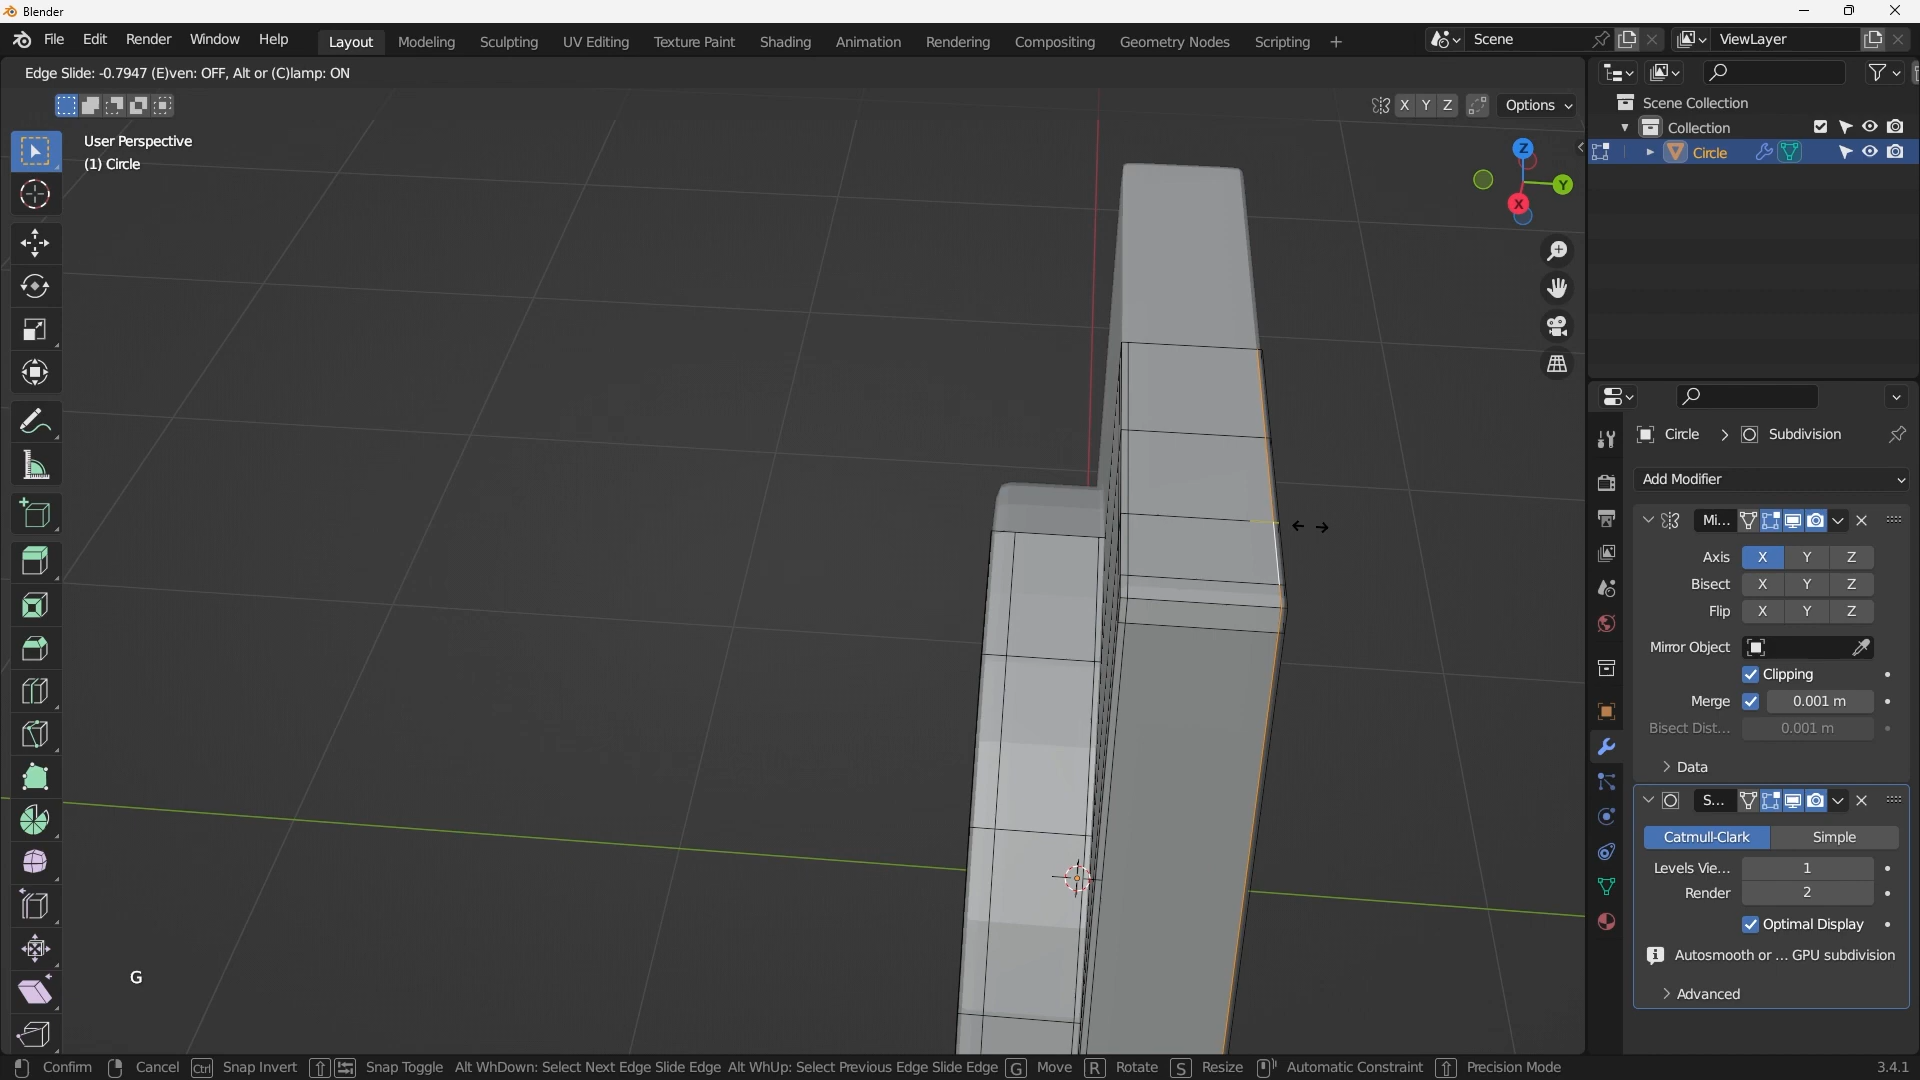 Blender
File Edit Render Window Help Layout Modeling Sculpting UV Editing Texture Paint Shading Animation Rendering Compositing Geometry Nodes Scripting + Scene ViewLayer
Edge Slide: -0.7947 (E)ven: OFF, Alt or (C)lamp: ON
X Y Z Options
User Perspective
(1) Circle
Z
Y
X
G
Scene Collection
Collection
Circle
Circle > Subdivision
Add Modifier
Mi...
Axis X Y Z
Bisect X Y Z
Flip X Y Z
Mirror Object
Clipping
Merge 0.001 m
Bisect Dist... 0.001 m
> Data
S...
Catmull-Clark Simple
Levels Vie... 1
Render 2
Optimal Display
Autosmooth or ... GPU subdivision
> Advanced
Confirm Cancel Ctrl Snap Invert Snap Toggle Alt WhDown: Select Next Edge Slide Edge Alt WhUp: Select Previous Edge Slide Edge G Move R Rotate S Resize Automatic Constraint Precision Mode 3.4.1